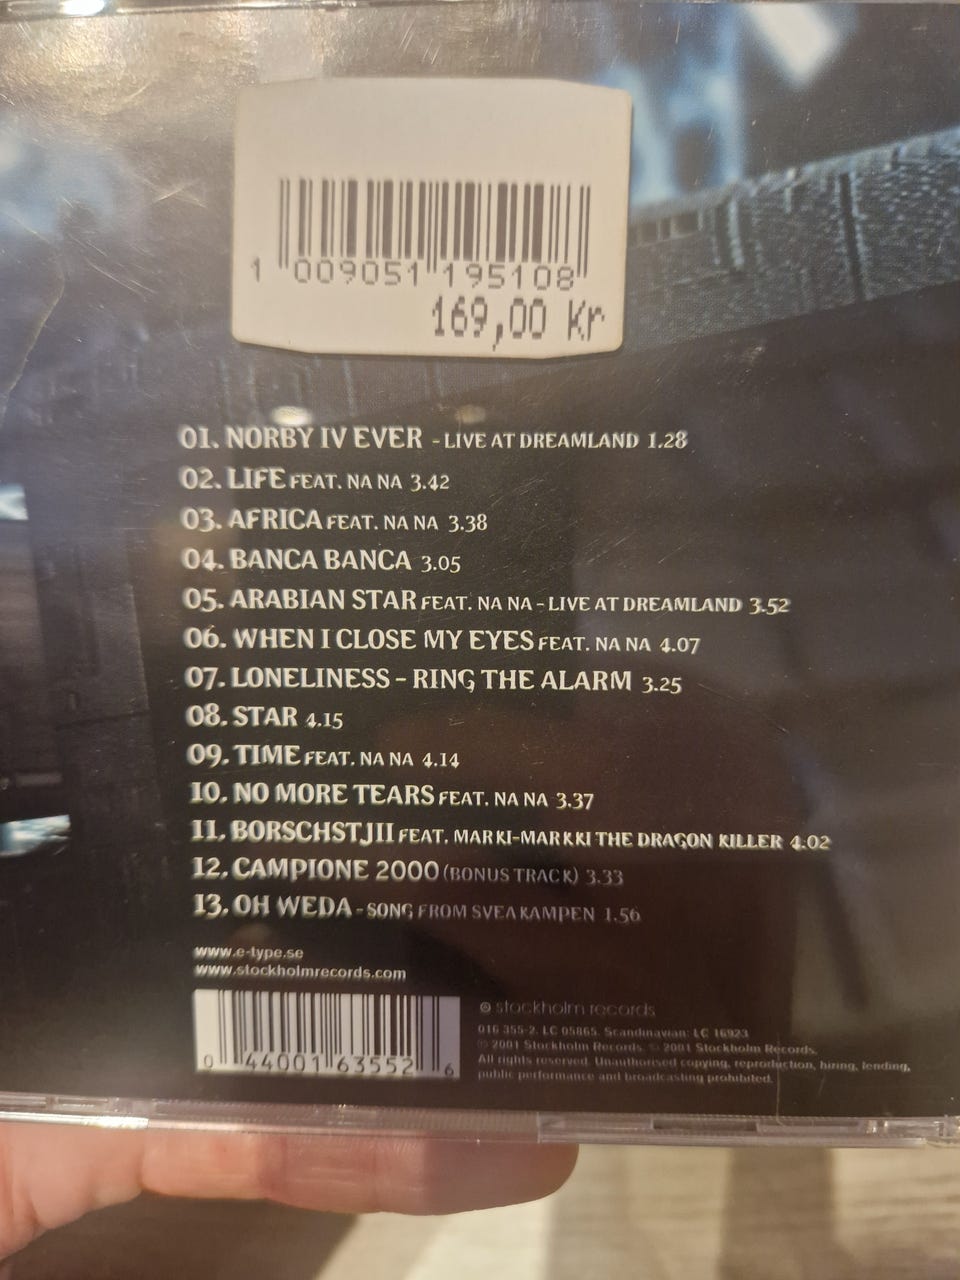 1 009051 195108
169,00 Kr
01. NORBY IV EVER - LIVE AT DREAMLAND 1.28
02. LIFE FEAT. NA NA 3.42
03. AFRICA FEAT. NA NA 3.38
04. BANCA BANCA 3.05
05. ARABIAN STAR FEAT. NA NA - LIVE AT DREAMLAND 3.52
06. WHEN I CLOSE MY EYES FEAT. NA NA 4.07
07. LONELINESS - RING THE ALARM 3.25
08. STAR 4.15
09. TIME FEAT. NA NA 4.14
10. NO MORE TEARS FEAT. NA NA 3.37
11. BORSCHSTJII FEAT. MARKI-MARKKI THE DRAGON KILLER 4.02
12. CAMPIONE 2000 (BONUS TRACK) 3.33
13. OH WEDA - SONG FROM SVEA KAMPEN 1.56
www.e-type.se
www.stockholmrecords.com
0 44001 63552 6
stockholm records
016 355-2. LC 05865. Scandinavian: LC 16923
℗ 2001 Stockholm Records. © 2001 Stockholm Records.
All rights reserved. Unauthorised copying, reproduction, hiring, lending,
public performance and broadcasting prohibited.